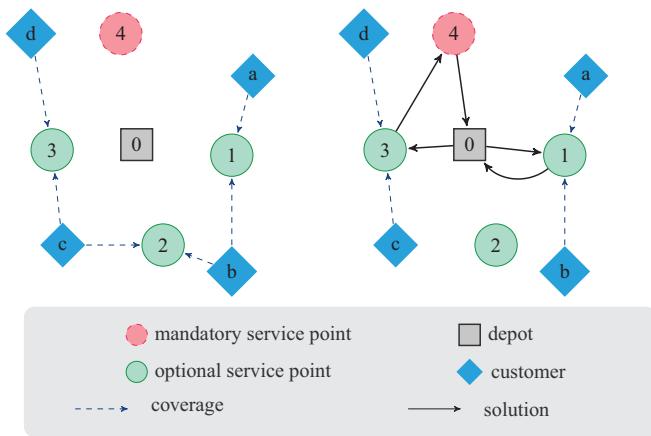 d 4 a d 4 a
3 0 1 3 0 1
c 2 b c 2 b
mandatory service point depot
optional service point customer
coverage solution